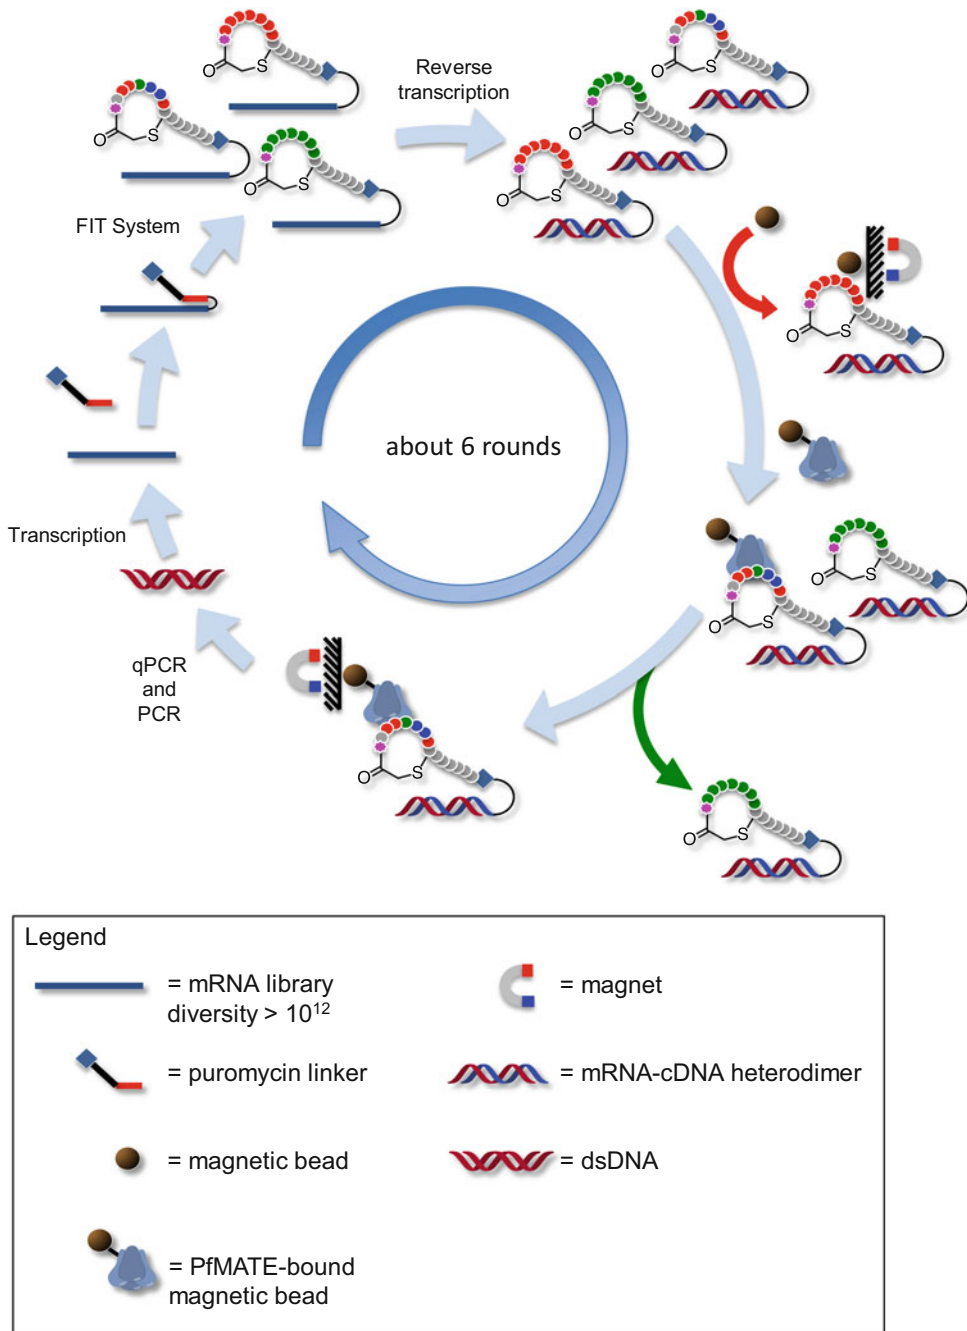 Reverse
transcription
O
S
O
S
O
S
O
S
O
S
O
S
FIT System
O
S
about 6 rounds
Transcription
O
S
O
S
qPCR
and
PCR
O
S
O
S
Legend
= mRNA library
diversity > 10¹²
= magnet
= puromycin linker
= mRNA-cDNA heterodimer
= magnetic bead
= dsDNA
= PfMATE-bound
magnetic bead